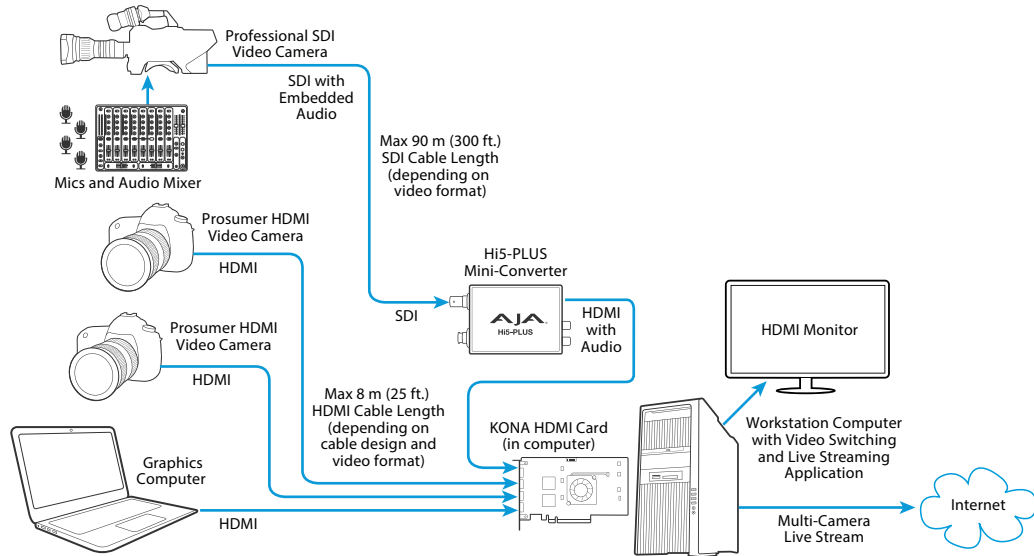 Professional SDI
Video Camera
SDI with
Embedded
Audio
Mics and Audio Mixer
Max 90 m (300 ft.)
SDI Cable Length
(depending on
video format)
Prosumer HDMI
Video Camera
HDMI
Hi5-PLUS
Mini-Converter
SDI
AJA
Hi5-PLUS
HDMI
with
Audio
HDMI Monitor
Prosumer HDMI
Video Camera
HDMI
Max 8 m (25 ft.)
HDMI Cable Length
(depending on
cable design and
video format)
KONA HDMI Card
(in computer)
Workstation Computer
with Video Switching
and Live Streaming
Application
Graphics
Computer
HDMI
Multi-Camera
Live Stream
Internet